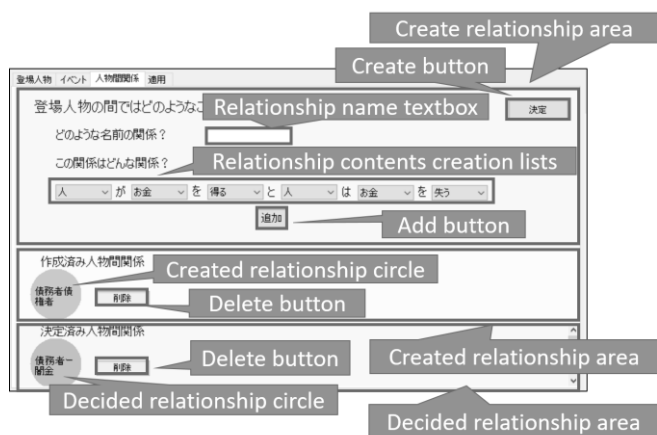 Create relationship area
Create button
登場人物 イベント 人物間関係 適用
登場人物の間ではどのようなこ
Relationship name textbox
決定
どのような名前の関係？
この関係はどんな関係？
Relationship contents creation lists
人 が お金 を 得る と 人 は お金 を 失う
追加
Add button
作成済み人物間関係
Created relationship circle
債務者債
権者
削除
Delete button
決定済み人物間関係
Created relationship area
債務者ー
闇金
削除
Delete button
Decided relationship circle
Decided relationship area